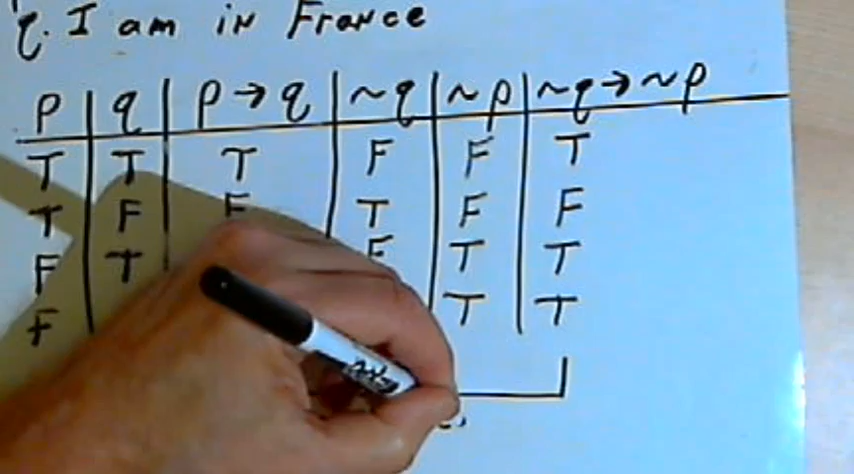 q. I am in France
p q p → q ~q ~p ~q → ~p
T T T F F T
T F F T F F
F T F T T
F T T